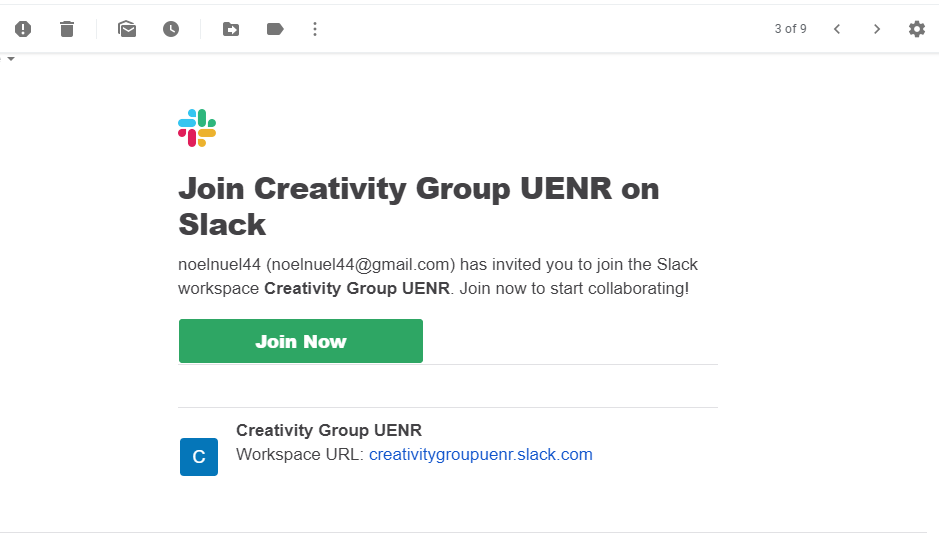 3 of 9
Join Creativity Group UENR on
Slack
noelnuel44 (noelnuel44@gmail.com) has invited you to join the Slack
workspace Creativity Group UENR. Join now to start collaborating!
Join Now
Creativity Group UENR
C
Workspace URL: creativitygroupuenr.slack.com